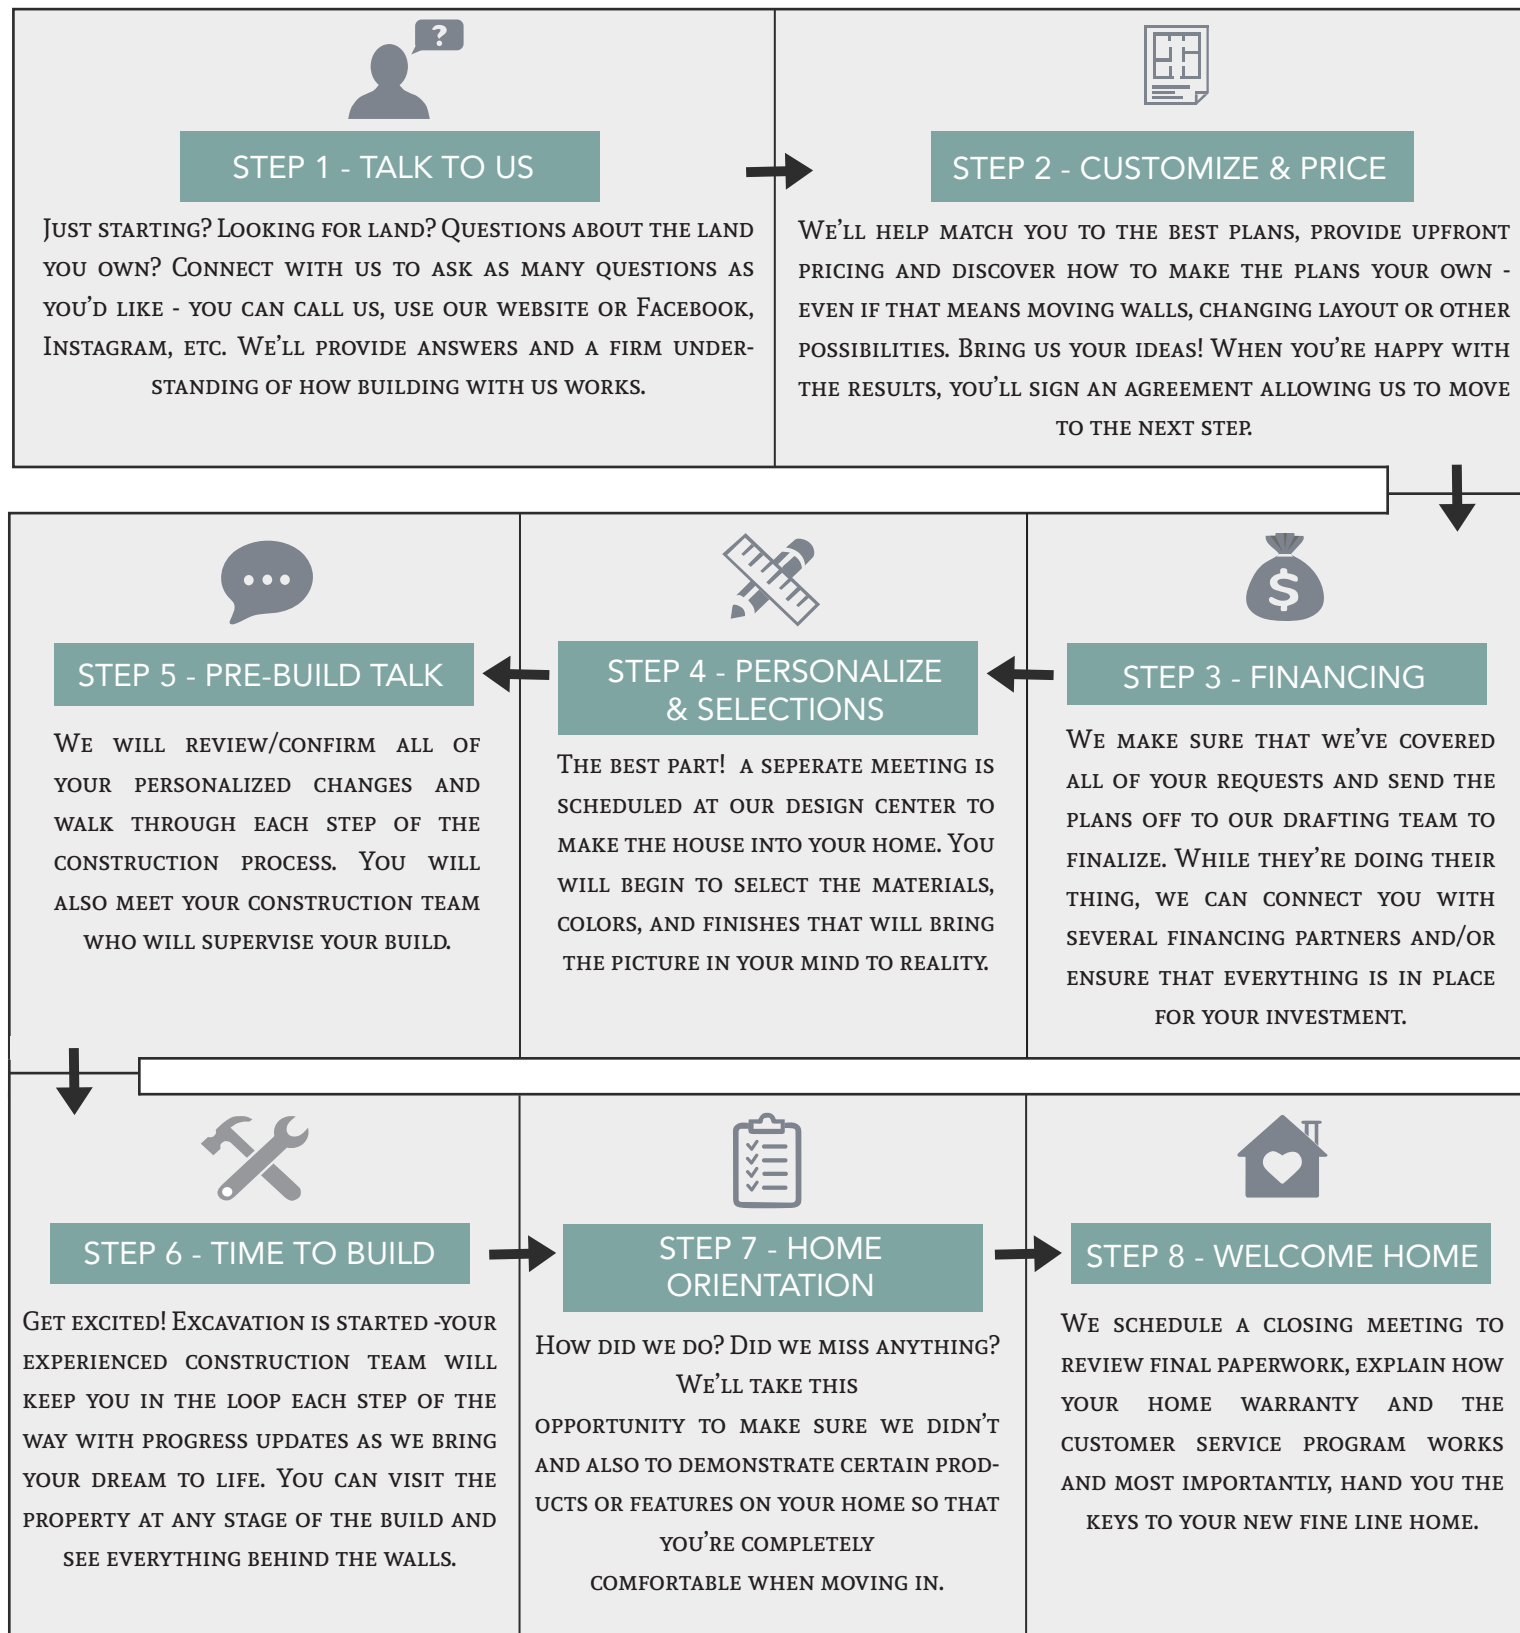 ?
STEP 1 - TALK TO US
Just starting? Looking for land? Questions about the land
you own? Connect with us to ask as many questions as
you'd like - you can call us, use our website or Facebook,
Instagram, etc. We'll provide answers and a firm under-
standing of how building with us works.
STEP 2 - CUSTOMIZE & PRICE
We'll help match you to the best plans, provide upfront
pricing and discover how to make the plans your own -
even if that means moving walls, changing layout or other
possibilities. Bring us your ideas! When you're happy with
the results, you'll sign an agreement allowing us to move
to the next step.
$
STEP 3 - FINANCING
We make sure that we've covered
all of your requests and send the
plans off to our drafting team to
finalize. While they're doing their
thing, we can connect you with
several financing partners and/or
ensure that everything is in place
for your investment.
STEP 4 - PERSONALIZE
& SELECTIONS
The best part! a seperate meeting is
scheduled at our design center to
make the house into your home. You
will begin to select the materials,
colors, and finishes that will bring
the picture in your mind to reality.
STEP 5 - PRE-BUILD TALK
We will review/confirm all of
your personalized changes and
walk through each step of the
construction process. You will
also meet your construction team
who will supervise your build.
STEP 6 - TIME TO BUILD
Get excited! Excavation is started -your
experienced construction team will
keep you in the loop each step of the
way with progress updates as we bring
your dream to life. You can visit the
property at any stage of the build and
see everything behind the walls.
STEP 7 - HOME
ORIENTATION
How did we do? Did we miss anything?
We'll take this
opportunity to make sure we didn't
and also to demonstrate certain prod-
ucts or features on your home so that
you're completely
comfortable when moving in.
STEP 8 - WELCOME HOME
We schedule a closing meeting to
review final paperwork, explain how
your home warranty and the
customer service program works
and most importantly, hand you the
keys to your new fine line home.